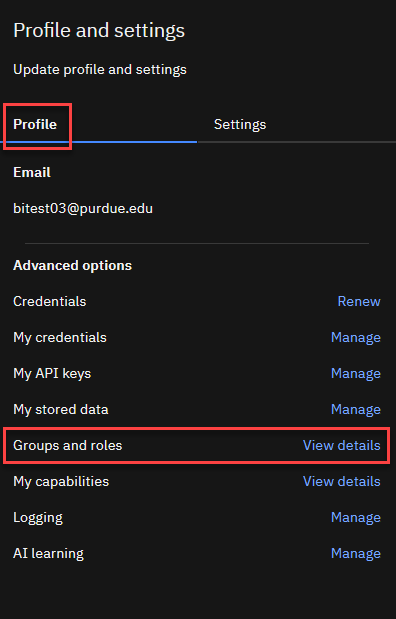 Profile and settings
Update profile and settings
Profile Settings
Email
bitest03@purdue.edu
Advanced options
Credentials Renew
My credentials Manage
My API keys Manage
My stored data Manage
Groups and roles View details
My capabilities View details
Logging Manage
AI learning Manage